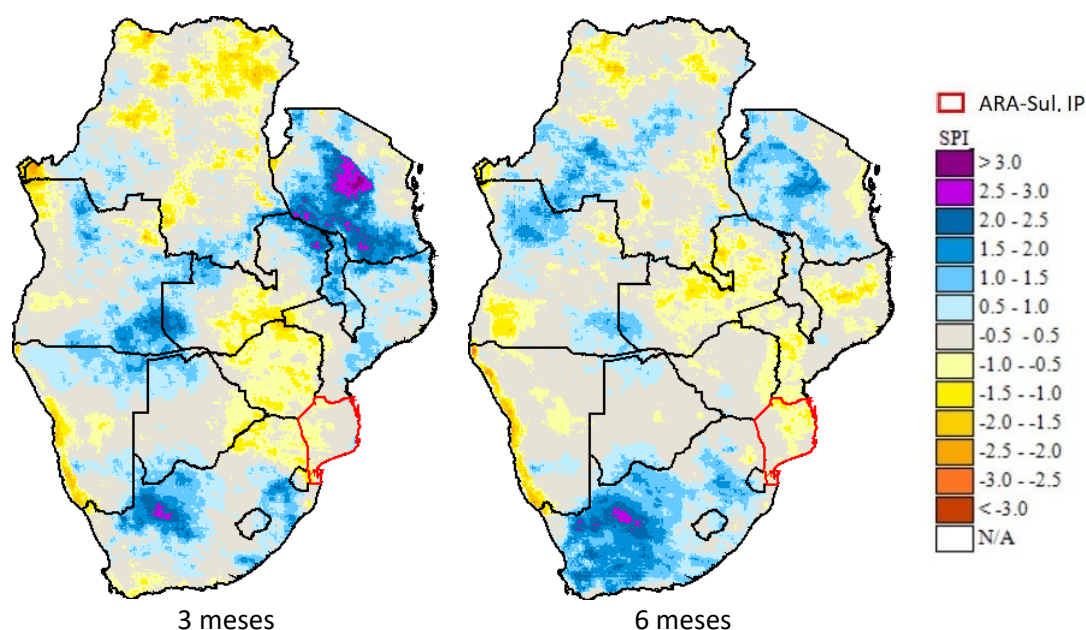 ARA-Sul, IP
SPI
> 3.0
2.5 - 3.0
2.0 - 2.5
1.5 - 2.0
1.0 - 1.5
0.5 - 1.0
-0.5 - 0.5
-1.0 - -0.5
-1.5 - -1.0
-2.0 - -1.5
-2.5 - -2.0
-3.0 - -2.5
< -3.0
N/A
3 meses
6 meses